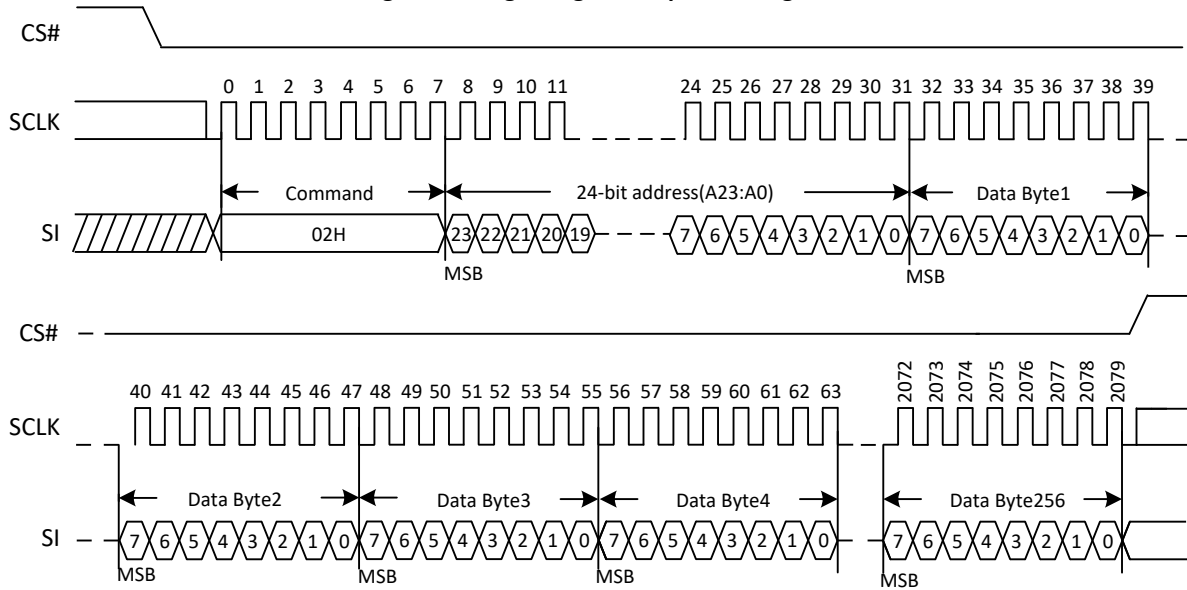 CS#
0 1 2 3 4 5 6 7 8 9 10 11 24 25 26 27 28 29 30 31 32 33 34 35 36 37 38 39
SCLK
Command 24-bit address(A23:A0) Data Byte1
SI 02H 23 22 21 20 19 7 6 5 4 3 2 1 0 7 6 5 4 3 2 1 0
MSB MSB
CS#
40 41 42 43 44 45 46 47 48 49 50 51 52 53 54 55 56 57 58 59 60 61 62 63 2072 2073 2074 2075 2076 2077 2078 2079
SCLK
Data Byte2 Data Byte3 Data Byte4 Data Byte256
SI 7 6 5 4 3 2 1 0 7 6 5 4 3 2 1 0 7 6 5 4 3 2 1 0 7 6 5 4 3 2 1 0
MSB MSB MSB MSB